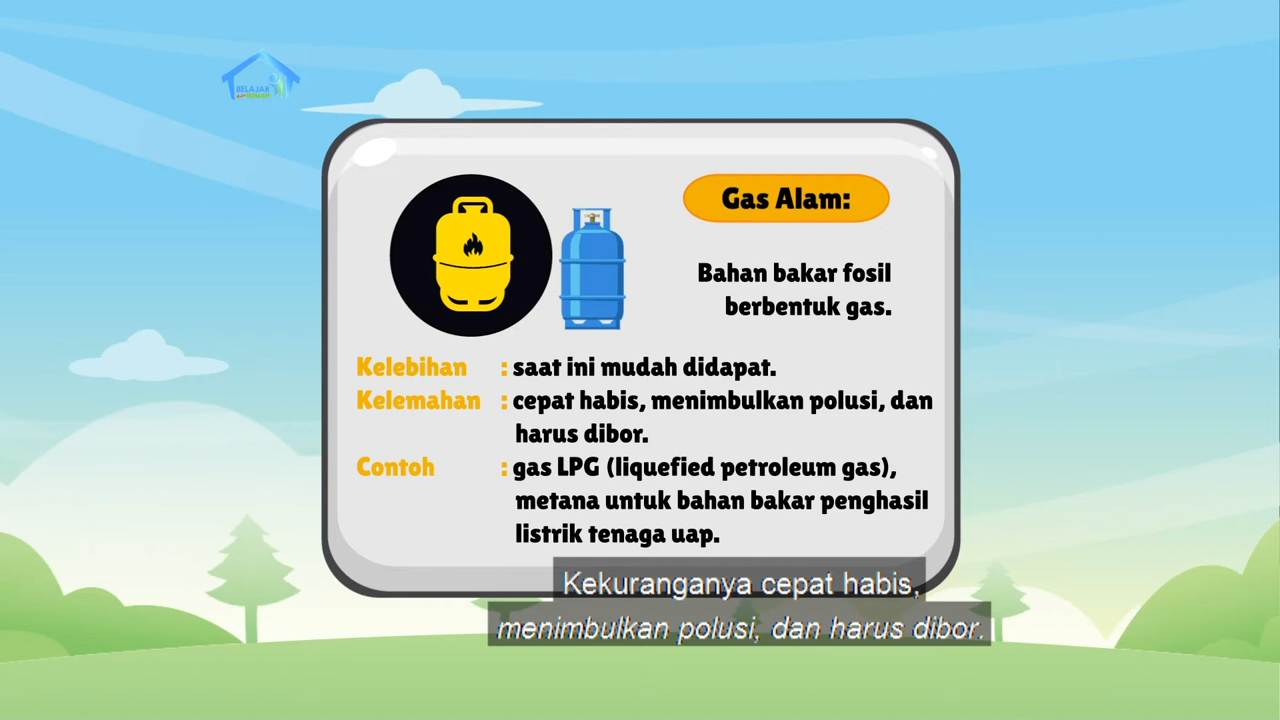 BELAJAR
Gas Alam:
Bahan bakar fosil
berbentuk gas.
Kelebihan : saat ini mudah didapat.
Kelemahan : cepat habis, menimbulkan polusi, dan
harus dibor.
Contoh : gas LPG (liquefied petroleum gas),
metana untuk bahan bakar penghasil
listrik tenaga uap.
Kekuranganya cepat habis,
menimbulkan polusi, dan harus dibor.